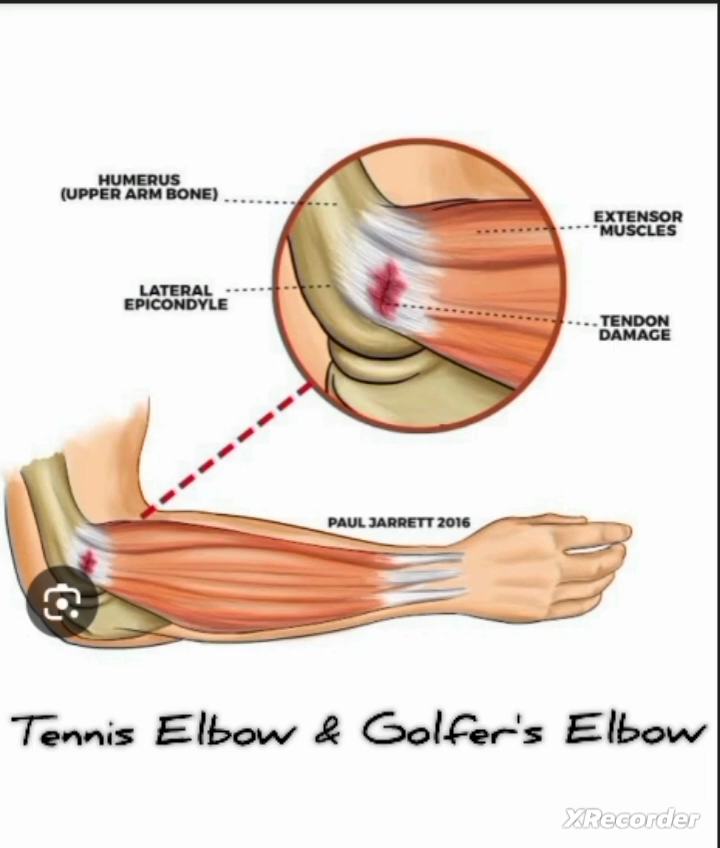 HUMERUS
(UPPER ARM BONE)
EXTENSOR
MUSCLES
LATERAL
EPICONDYLE
TENDON
DAMAGE
PAUL JARRETT 2016
Tennis Elbow & Golfer's Elbow
XRecorder